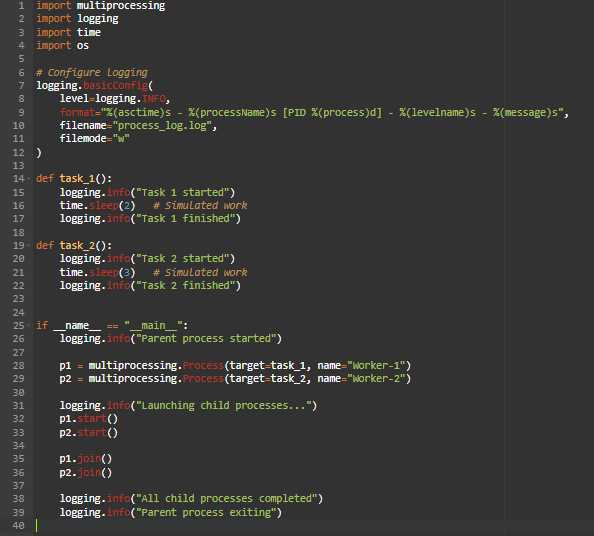 1 import multiprocessing
2 import logging
3 import time
4 import os
5
6 # Configure Logging
7 logging.basicConfig(
8     level=logging.INFO,
9     format="%(asctime)s - %(processName)s [PID %(process)d] - %(levelname)s - %(message)s",
10     filename="process_log.log",
11     filemode="w"
12 )
13
14 def task_1():
15     logging.info("Task 1 started")
16     time.sleep(2)   # Simulated work
17     logging.info("Task 1 finished")
18
19 def task_2():
20     logging.info("Task 2 started")
21     time.sleep(3)   # Simulated work
22     logging.info("Task 2 finished")
23
24
25 if __name__ == "__main__":
26     logging.info("Parent process started")
27
28     p1 = multiprocessing.Process(target=task_1, name="Worker-1")
29     p2 = multiprocessing.Process(target=task_2, name="Worker-2")
30
31     logging.info("Launching child processes...")
32     p1.start()
33     p2.start()
34
35     p1.join()
36     p2.join()
37
38     logging.info("All child processes completed")
39     logging.info("Parent process exiting")
40